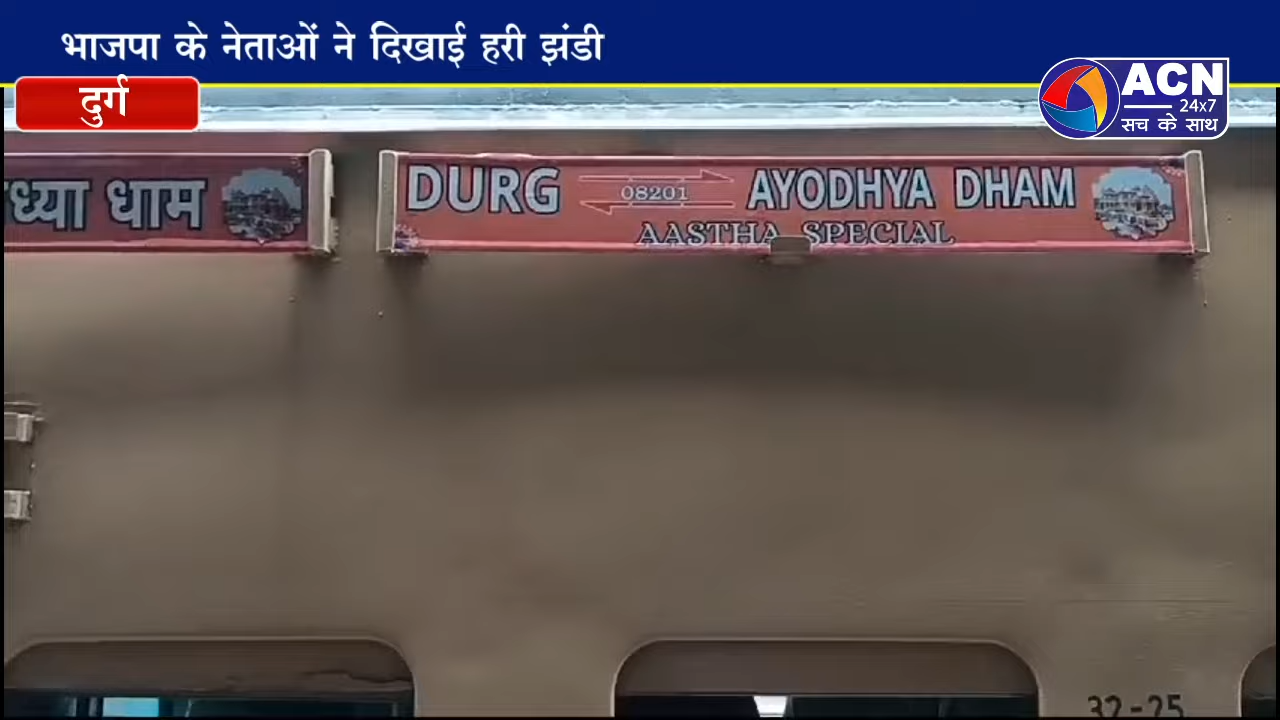 भाजपा के नेताओं ने दिखाई हरी झंडी
दुर्ग
ACN
24x7
सच के साथ
ध्या धाम
DURG 08201 AYODHYA DHAM
AASTHA SPECIAL
32-25